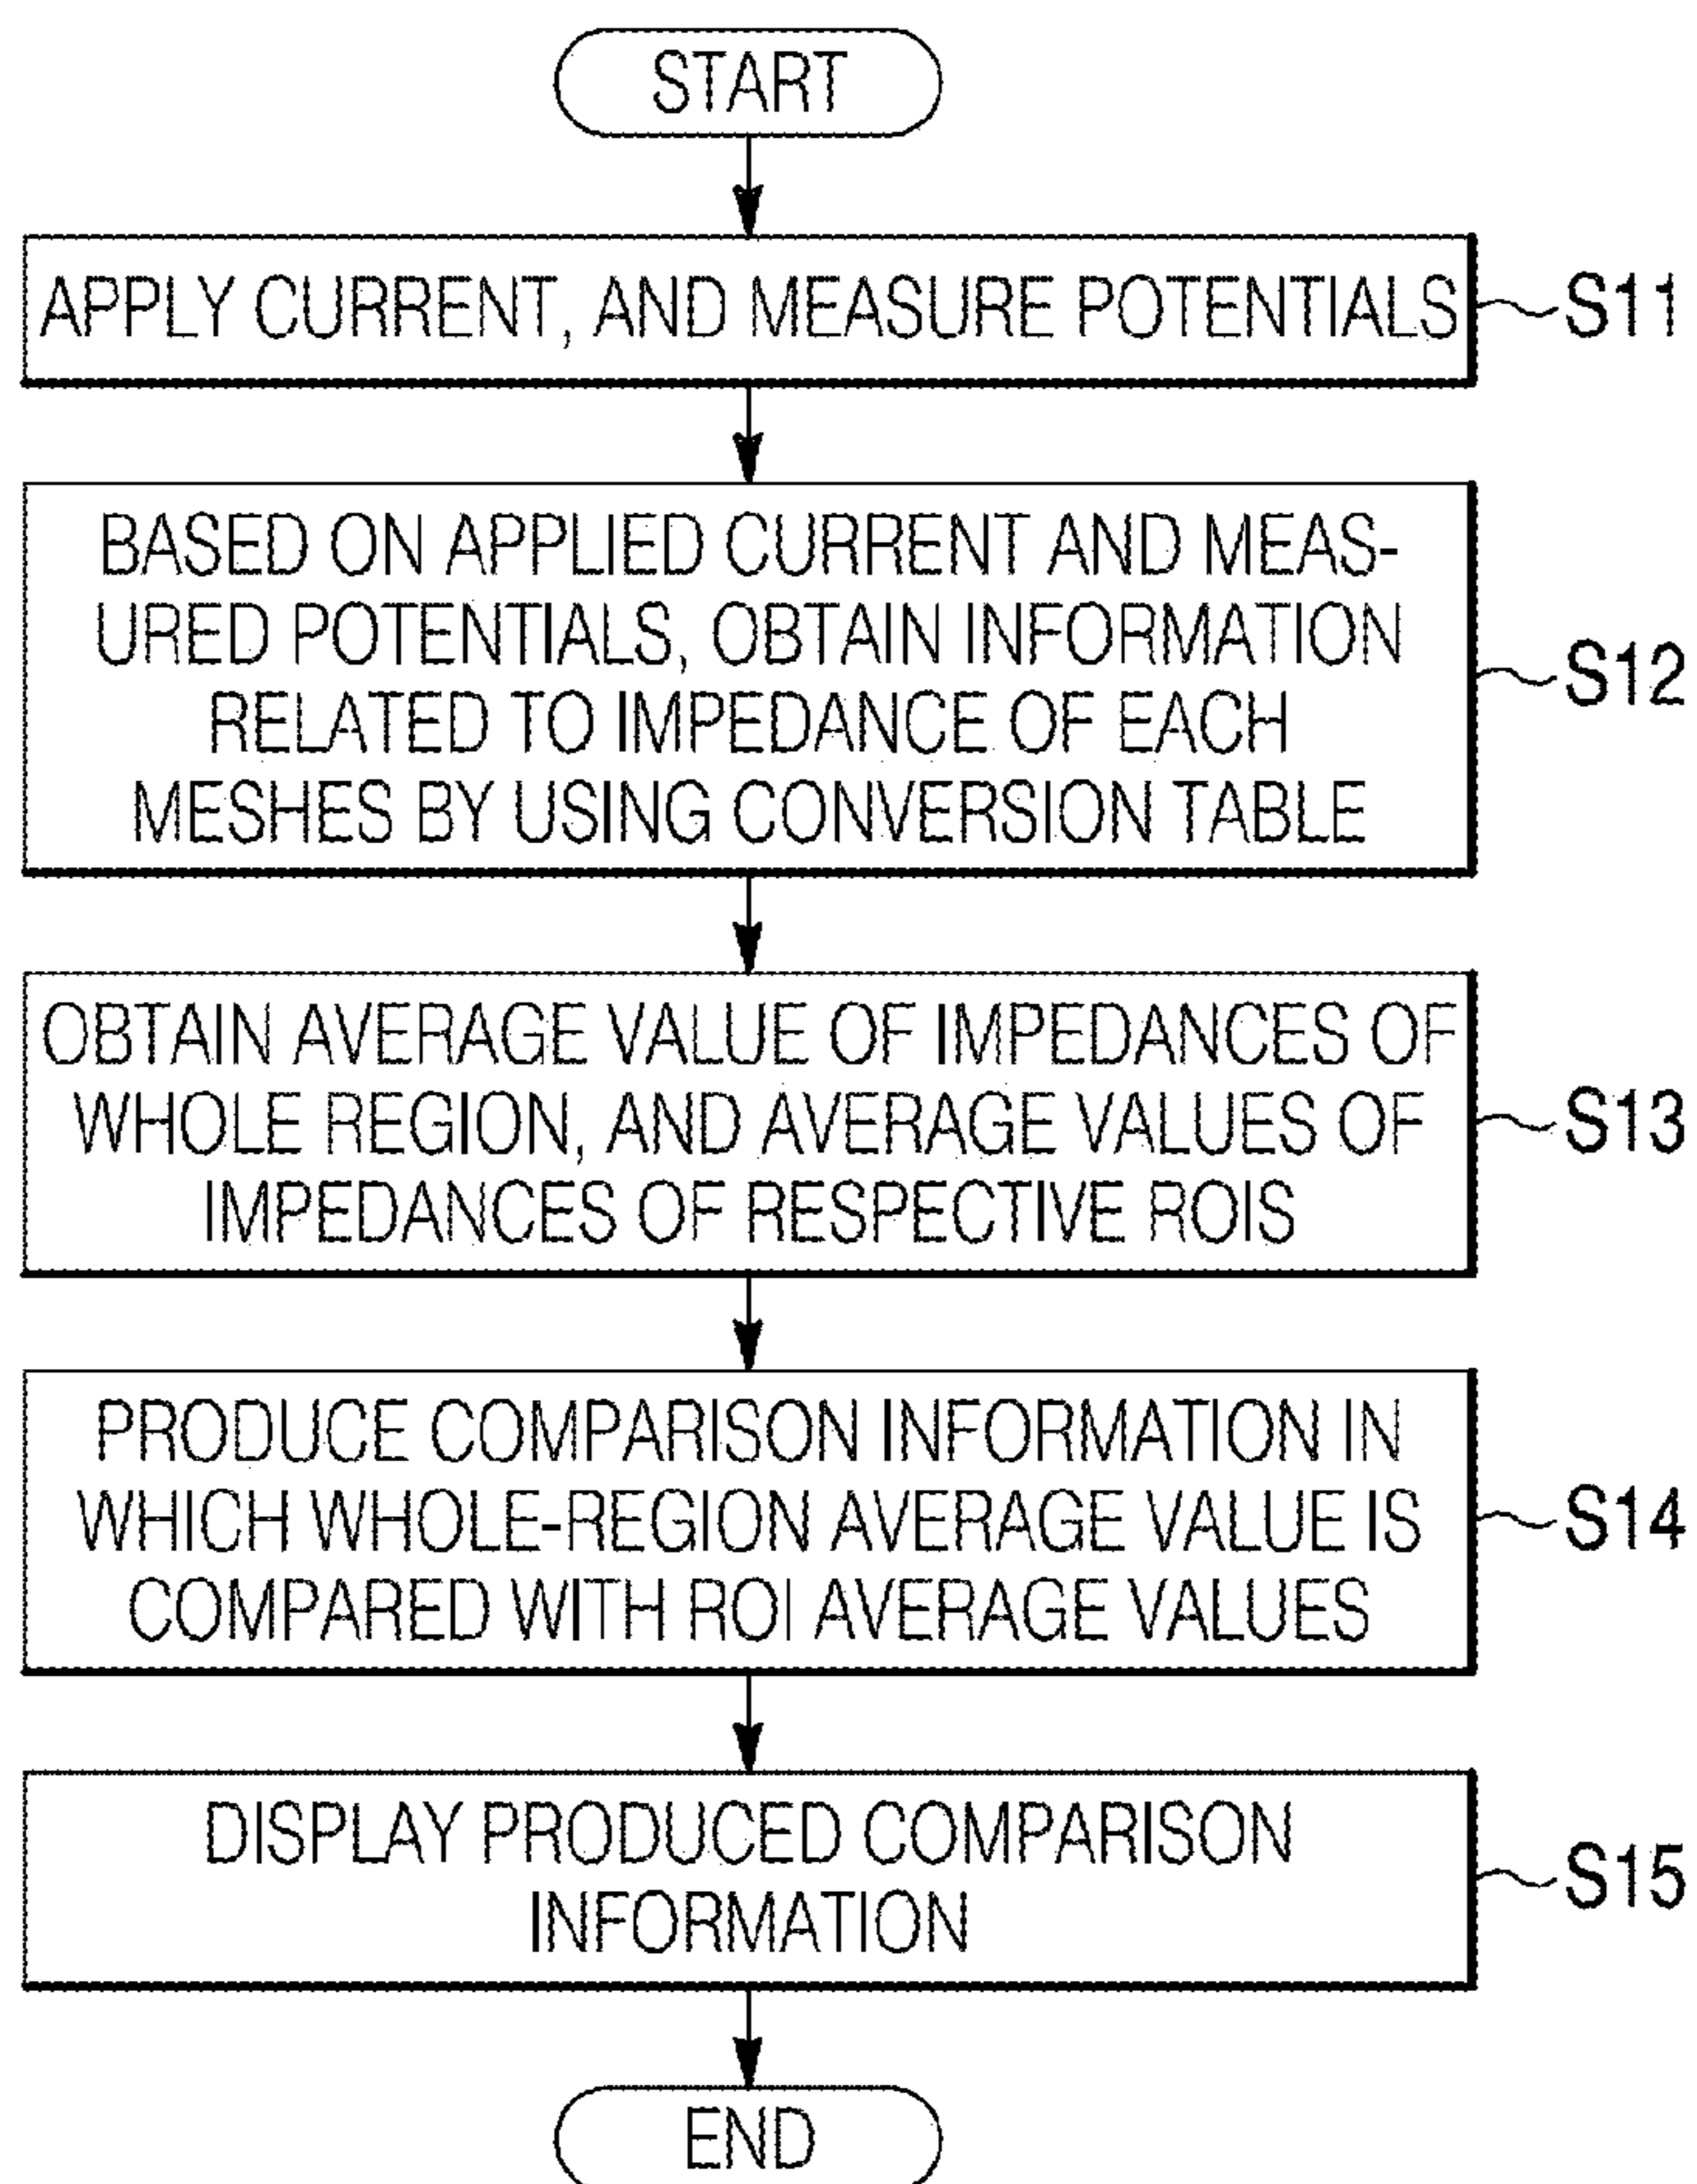 START
APPLY CURRENT, AND MEASURE POTENTIALS
S11
BASED ON APPLIED CURRENT AND MEAS-
URED POTENTIALS, OBTAIN INFORMATION
RELATED TO IMPEDANCE OF EACH
MESHES BY USING CONVERSION TABLE
S12
OBTAIN AVERAGE VALUE OF IMPEDANCES OF
WHOLE REGION, AND AVERAGE VALUES OF
IMPEDANCES OF RESPECTIVE ROIS
S13
PRODUCE COMPARISON INFORMATION IN
WHICH WHOLE-REGION AVERAGE VALUE IS
COMPARED WITH ROI AVERAGE VALUES
S14
DISPLAY PRODUCED COMPARISON
INFORMATION
S15
END